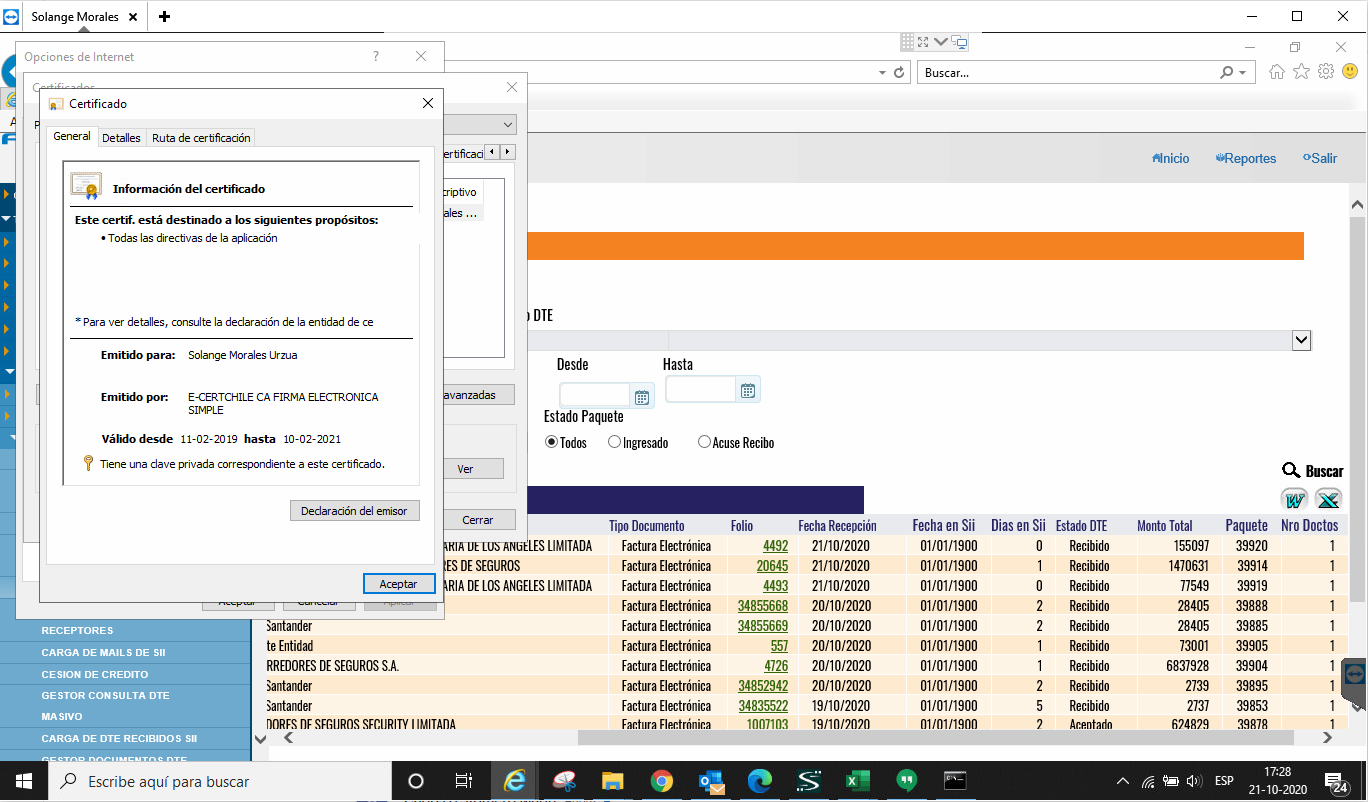 Solange Morales
Opciones de Internet
?
Certificados
Buscar...
Certificado
General
Detalles
Ruta de certificación
Información del certificado
Este certif. está destinado a los siguientes propósitos:
• Todas las directivas de la aplicación
* Para ver detalles, consulte la declaración de la entidad de ce
Emitido para: Solange Morales Urzua
Emitido por: E-CERTCHILE CA FIRMA ELECTRONICA
SIMPLE
Válido desde 11-02-2019 hasta 10-02-2021
Tiene una clave privada correspondiente a este certificado.
Declaración del emisor
Aceptar
ertificaci
criptivo
ales ...
avanzadas
Ver
Cerrar
Aceptar
Cancelar
Aplicar
Inicio
Reportes
Salir
DTE
Desde
Hasta
Estado Paquete
Todos
Ingresado
Acuse Recibo
Buscar
Tipo Documento Folio Fecha Recepción Fecha en Sii Dias en Sii Estado DTE Monto Total Paquete Nro Doctos
ARIA DE LOS ANGELES LIMITADA Factura Electrónica 4492 21/10/2020 01/01/1900 0 Recibido 155097 39920 1
RES DE SEGUROS Factura Electrónica 20645 21/10/2020 01/01/1900 1 Recibido 1470631 39914 1
ARIA DE LOS ANGELES LIMITADA Factura Electrónica 4493 21/10/2020 01/01/1900 0 Recibido 77549 39919 1
Factura Electrónica 34855668 20/10/2020 01/01/1900 2 Recibido 28405 39888 1
Santander Factura Electrónica 34855669 20/10/2020 01/01/1900 2 Recibido 28405 39885 1
te Entidad Factura Electrónica 557 20/10/2020 01/01/1900 1 Recibido 73001 39905 1
RREDORES DE SEGUROS S.A. Factura Electrónica 4726 20/10/2020 01/01/1900 1 Recibido 6837928 39904 1
Santander Factura Electrónica 34852942 20/10/2020 01/01/1900 2 Recibido 2739 39895 1
Santander Factura Electrónica 34835522 19/10/2020 01/01/1900 5 Recibido 2737 39853 1
DORES DE SEGUROS SECURITY LIMITADA Factura Electrónica 1007103 19/10/2020 01/01/1900 2 Aceptado 624829 39878 1
RECEPTORES
CARGA DE MAILS DE SII
CESION DE CREDITO
GESTOR CONSULTA DTE
MASIVO
CARGA DE DTE RECIBIDOS SII
GESTOR DOCUMENTOS DTE
Escribe aquí para buscar
ESP
17:28
21-10-2020
24